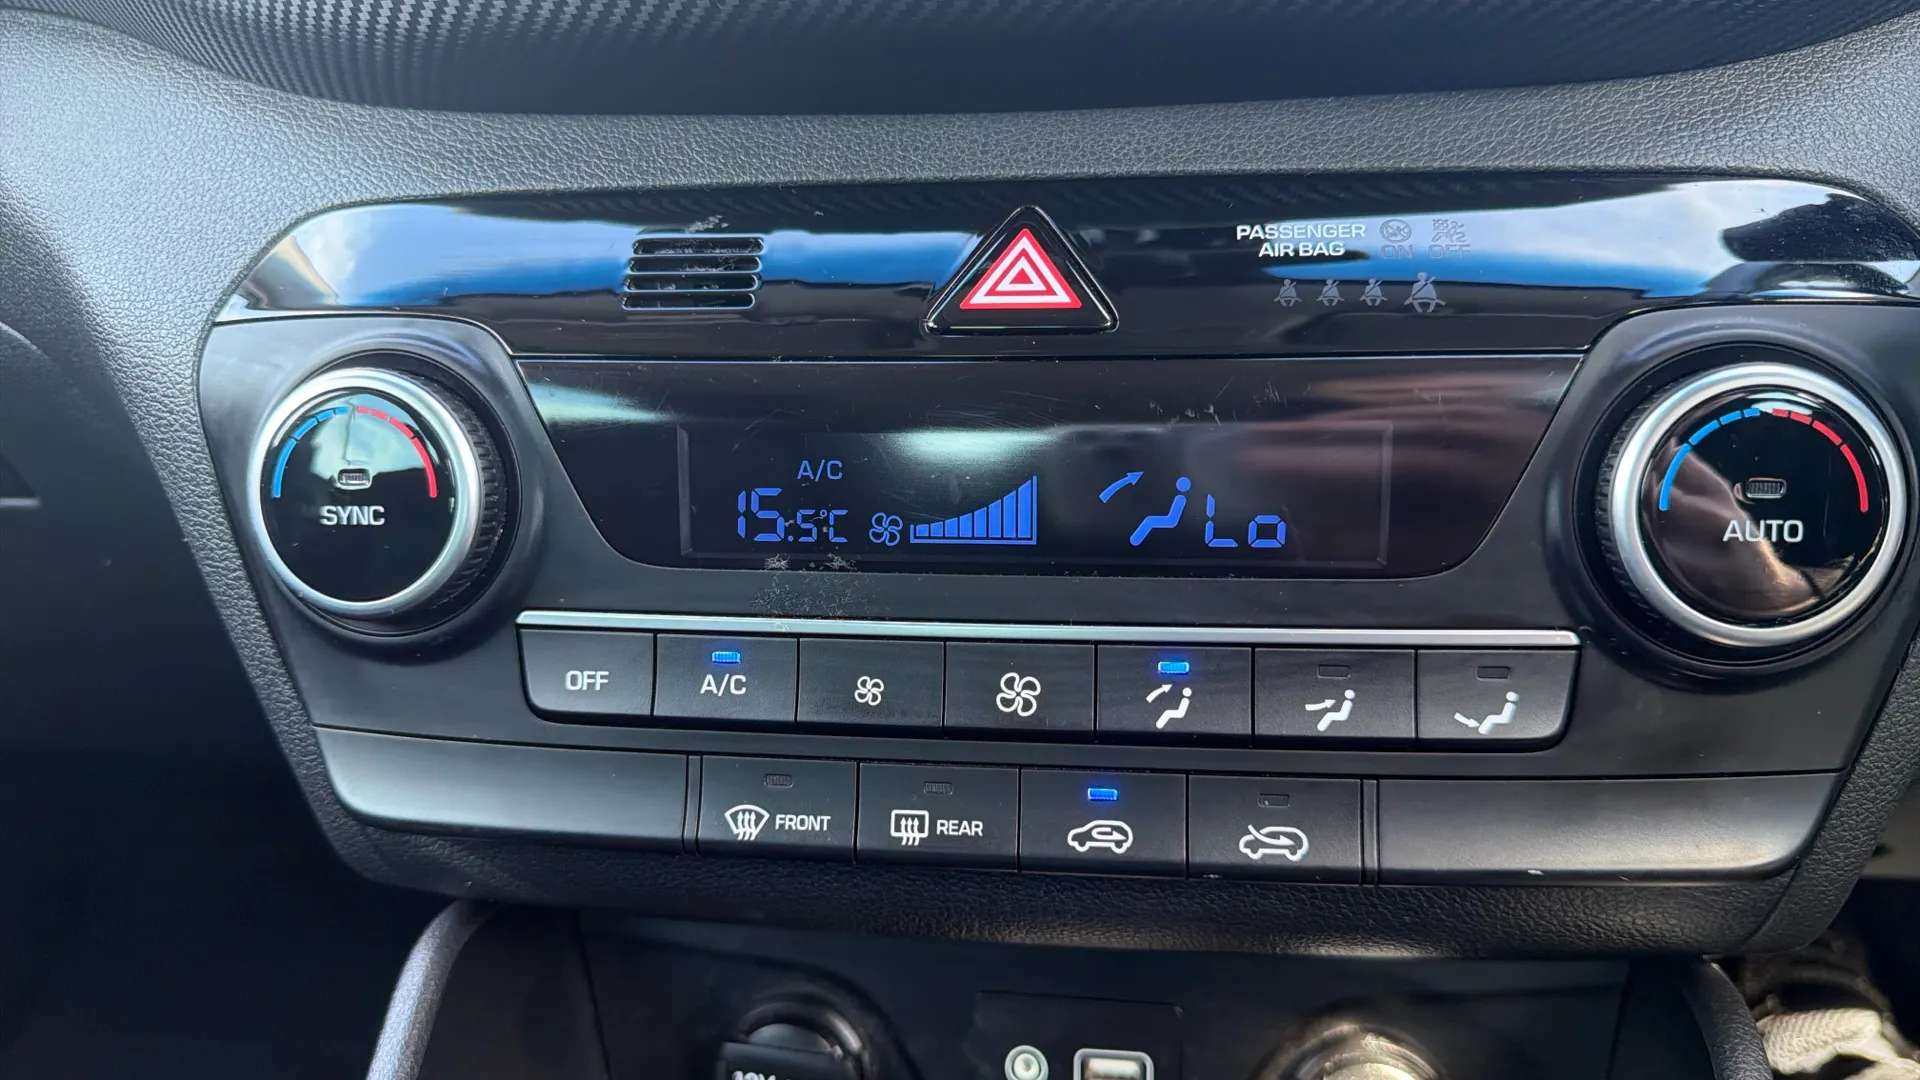 PASSENGER
AIR BAG
ON OFF
A/C
15.5°C
Lo
SYNC
AUTO
OFF
A/C
FRONT
REAR